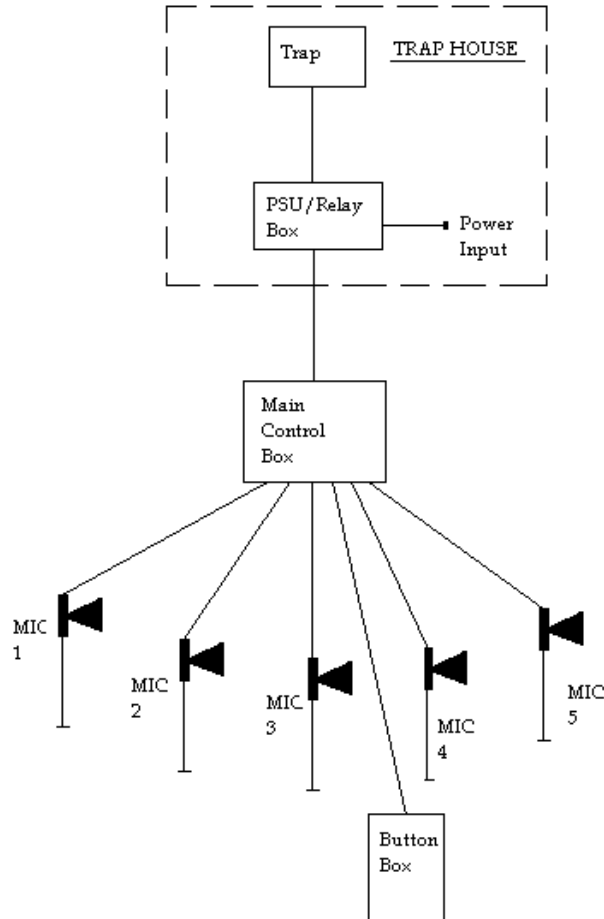 Trap
TRAP HOUSE
PSU/Relay
Box
Power
Input
Main
Control
Box
MIC
1
MIC
2
MIC
3
MIC
4
MIC
5
Button
Box